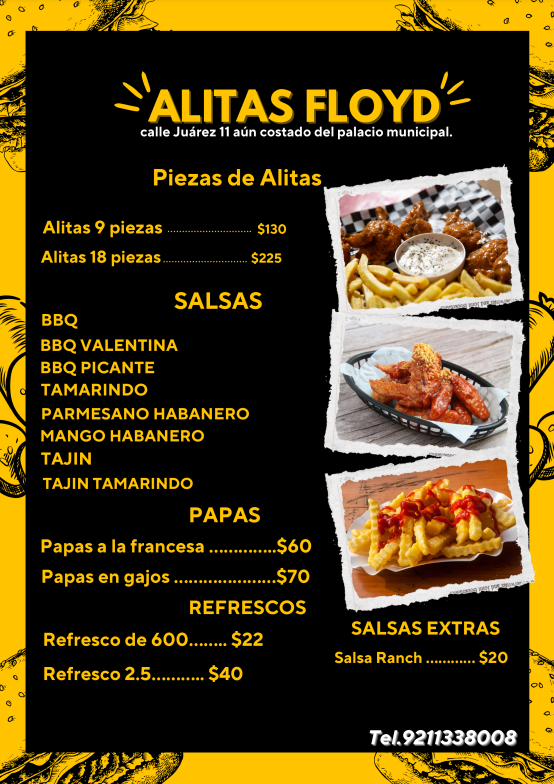 ALITAS FLOYD
calle Juárez 11 aún costado del palacio municipal.
Piezas de Alitas
Alitas 9 piezas ............................ $130
Alitas 18 piezas............................ $225
SALSAS
BBQ
BBQ VALENTINA
BBQ PICANTE
TAMARINDO
PARMESANO HABANERO
MANGO HABANERO
TAJIN
TAJIN TAMARINDO
PAPAS
Papas a la francesa ..............$60
Papas en gajos .....................$70
REFRESCOS
Refresco de 600........ $22
Refresco 2.5........... $40
SALSAS EXTRAS
Salsa Ranch ............ $20
Tel.9211338008